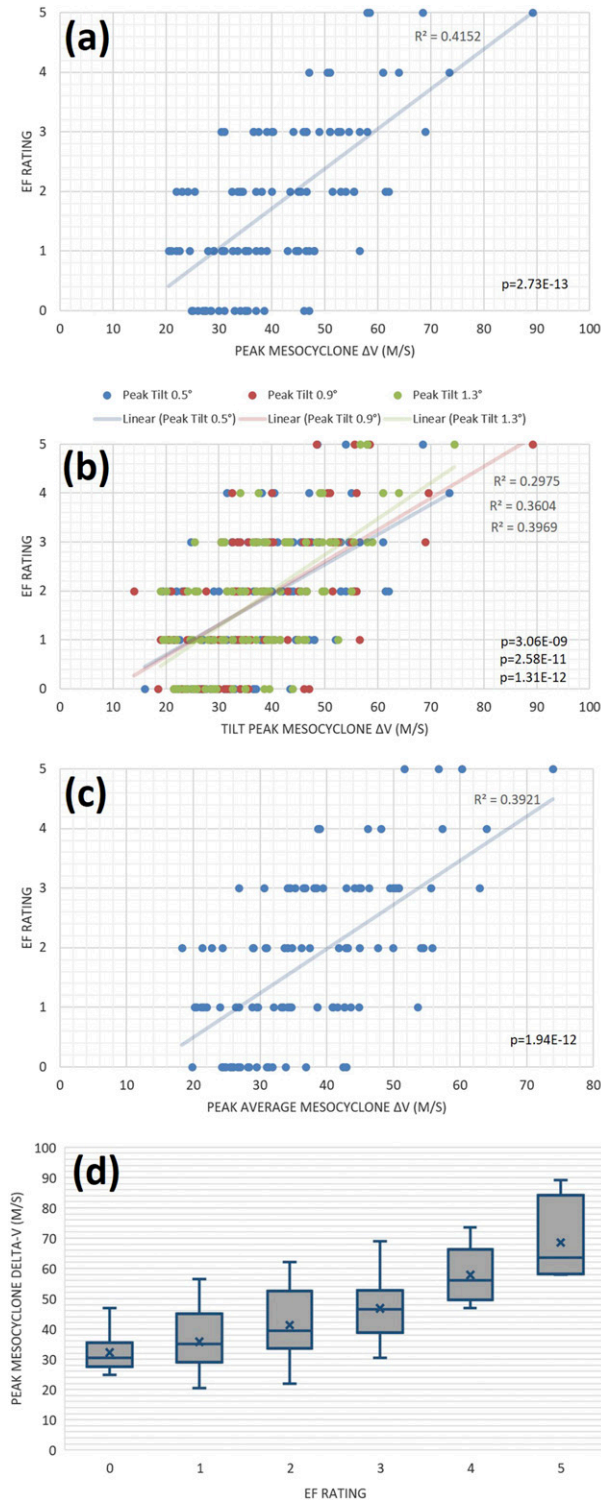 (a)
R² = 0.4152
5
4
3
2
1
0
EF RATING
p=2.73E-13
0 10 20 30 40 50 60 70 80 90 100
PEAK MESOCYCLONE ΔV (M/S)
Peak Tilt 0.5° Peak Tilt 0.9° Peak Tilt 1.3°
Linear (Peak Tilt 0.5°) Linear (Peak Tilt 0.9°) Linear (Peak Tilt 1.3°)
(b)
R² = 0.2975
R² = 0.3604
R² = 0.3969
5
4
3
2
1
0
EF RATING
p=3.06E-09
p=2.58E-11
p=1.31E-12
0 10 20 30 40 50 60 70 80 90 100
TILT PEAK MESOCYCLONE ΔV (M/S)
(c)
R² = 0.3921
5
4
3
2
1
0
EF RATING
p=1.94E-12
0 10 20 30 40 50 60 70 80
PEAK AVERAGE MESOCYCLONE ΔV (M/S)
(d)
100
90
80
70
60
50
40
30
20
10
0
PEAK MESOCYCLONE DELTA-V (M/S)
0 1 2 3 4 5
EF RATING